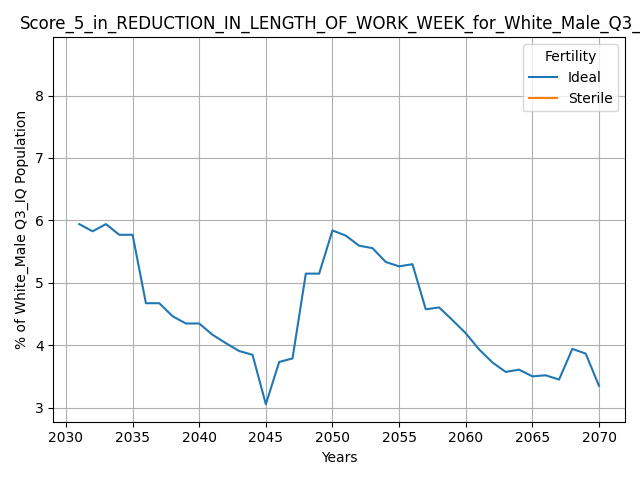 Score_5_in_REDUCTION_IN_LENGTH_OF_WORK_WEEK_for_White_Male_Q3_
Fertility
Ideal
Sterile
% of White_Male Q3_IQ Population
8
7
6
5
4
3
2030 2035 2040 2045 2050 2055 2060 2065 2070
Years